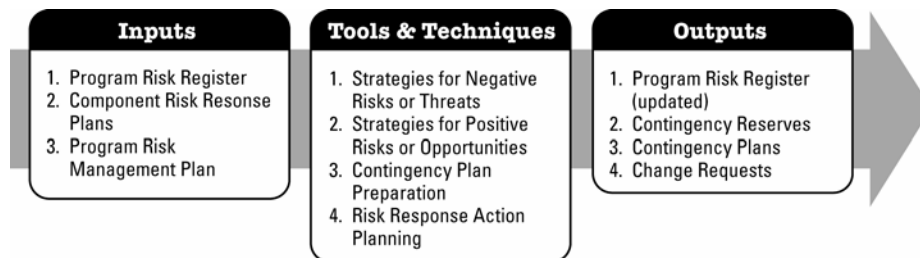 Inputs
1. Program Risk Register
2. Component Risk Resonse
Plans
3. Program Risk
Management Plan
Tools & Techniques
1. Strategies for Negative
Risks or Threats
2. Strategies for Positive
Risks or Opportunities
3. Contingency Plan
Preparation
4. Risk Response Action
Planning
Outputs
1. Program Risk Register
(updated)
2. Contingency Reserves
3. Contingency Plans
4. Change Requests